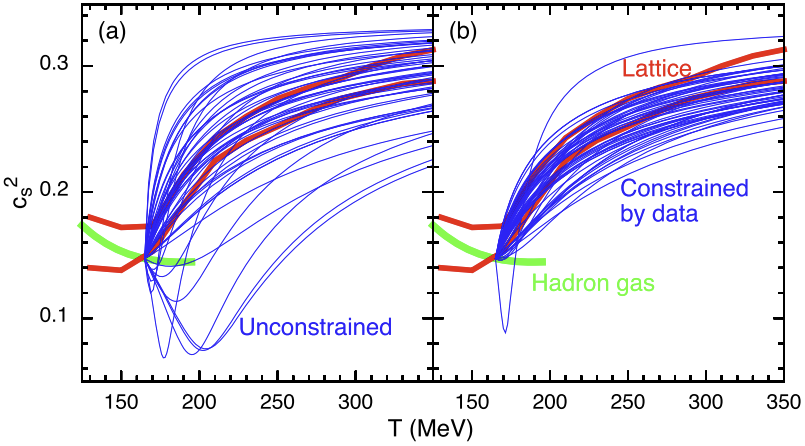 (a)
(b)
0.3
Lattice
c_s^2
0.2
Constrained
by data
Hadron gas
Unconstrained
0.1
150
200
250
300
150
200
250
300
350
T (MeV)